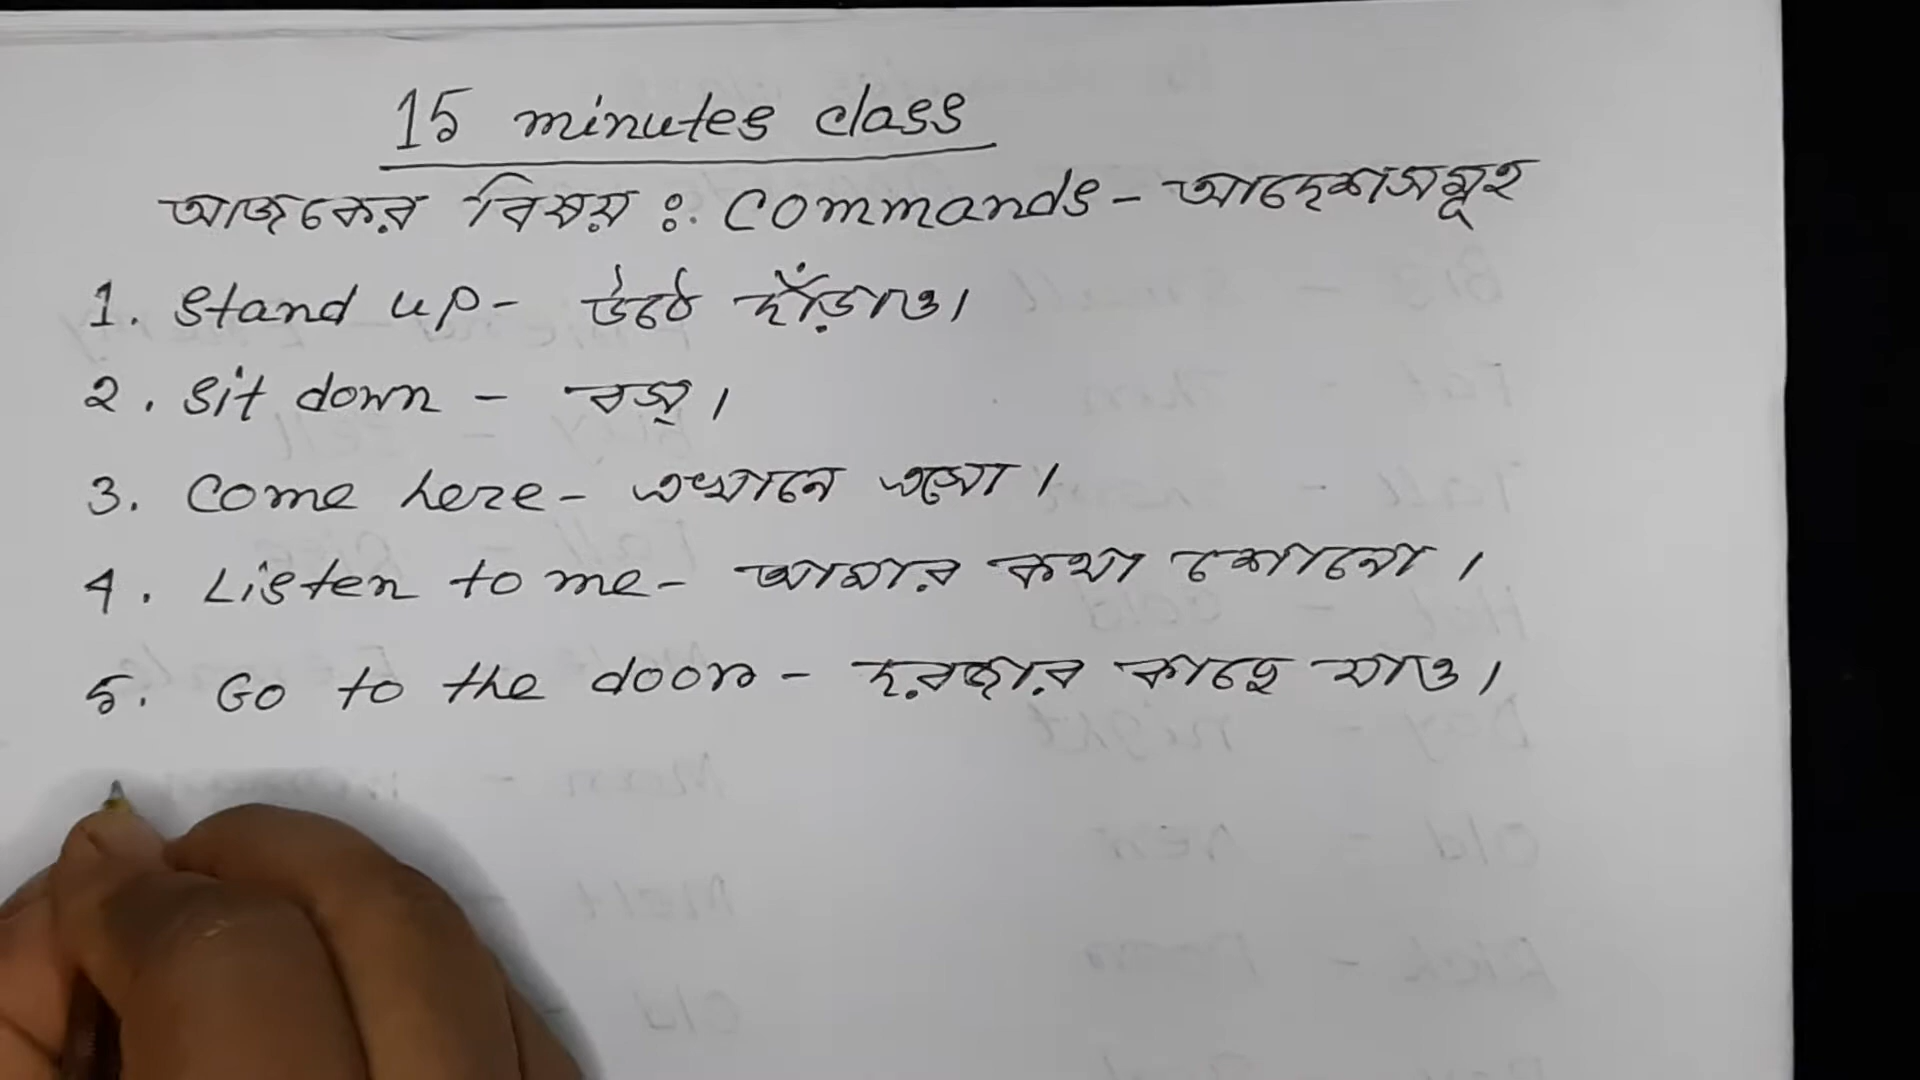 15 minutes class
আজকের বিষয় ঃ Commands - আদেশসমূহ
1. Stand up - উঠে দাঁড়াও।
2. Sit down - বস।
3. Come here - এখানে এসো।
4. Listen to me - আমার কথা শোনো।
5. Go to the door - দরজার কাছে যাও।